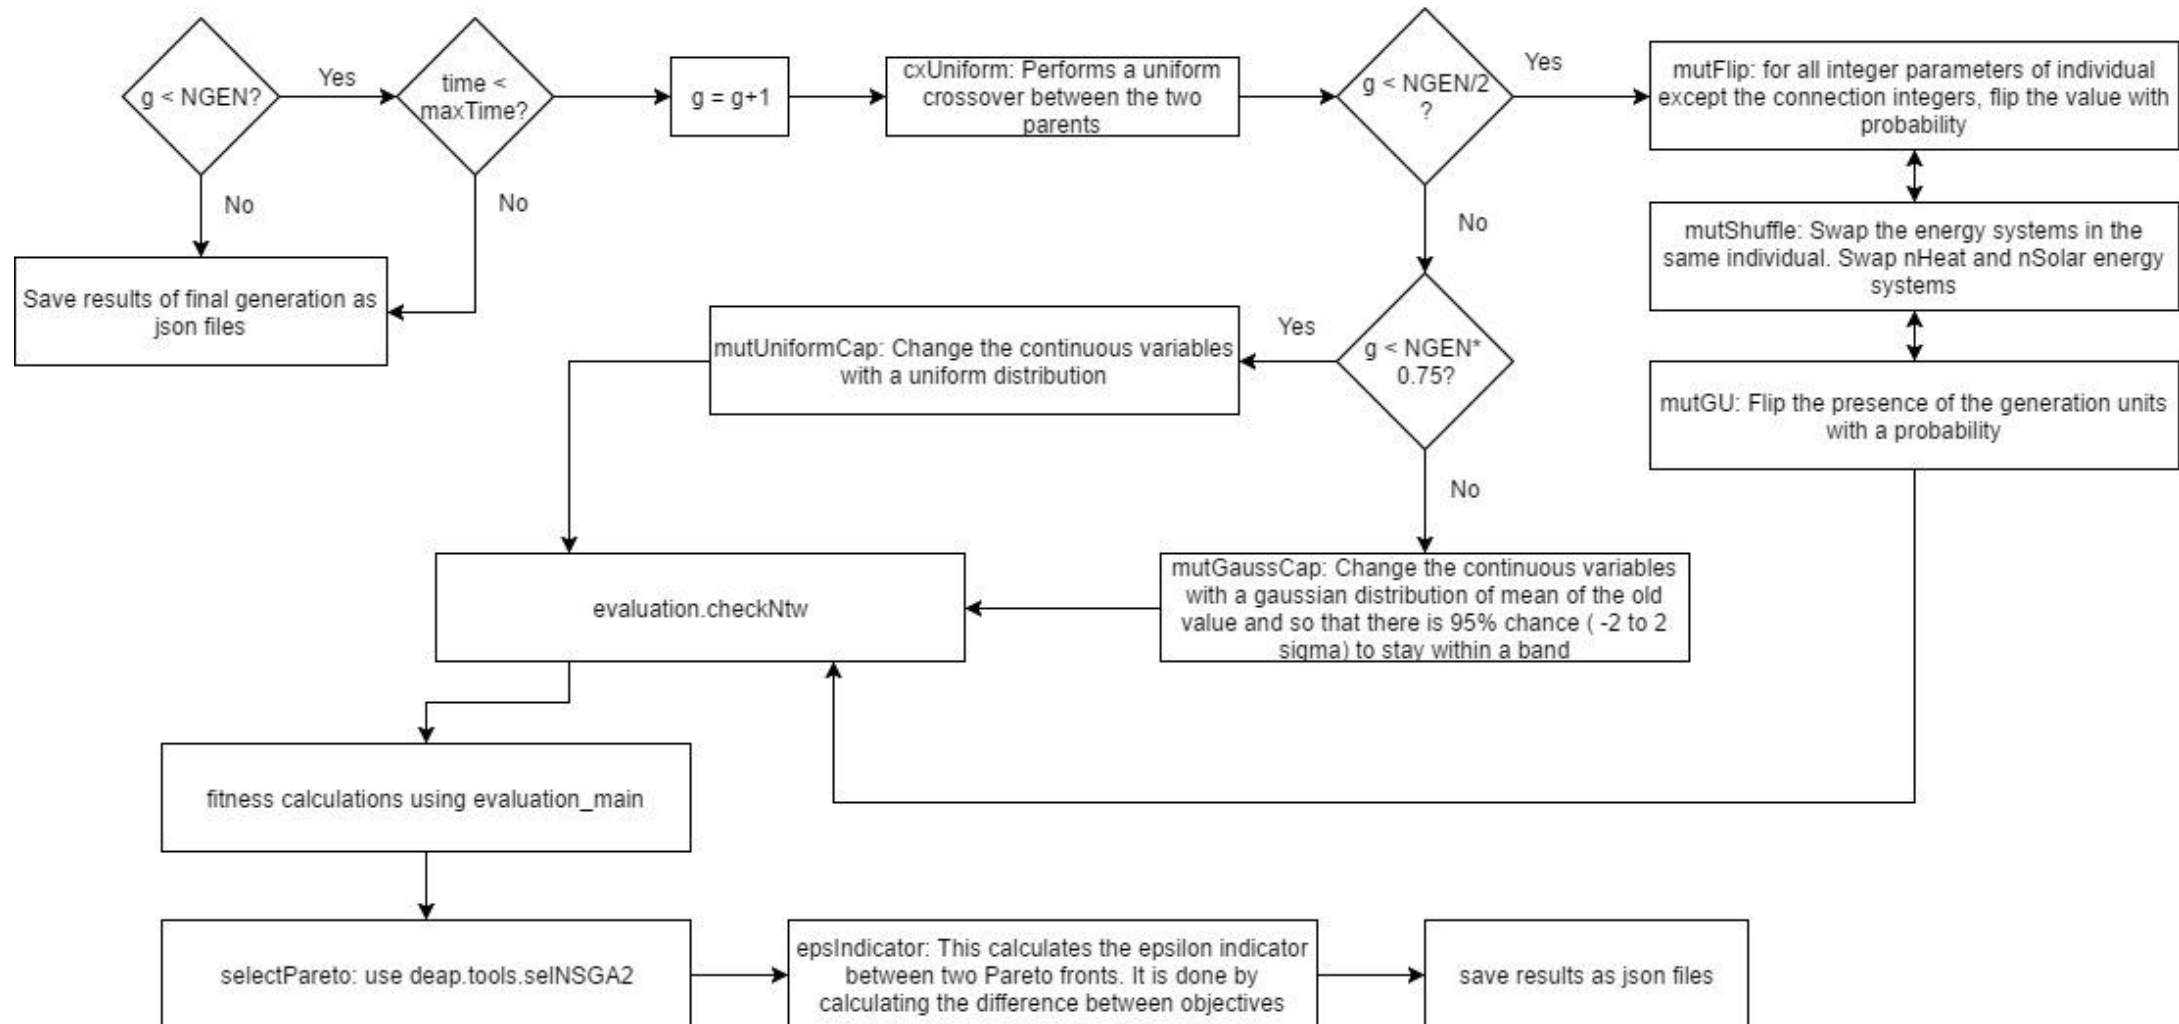 g < NGEN?
Yes
time <
maxTime?
g = g+1
cxUniform: Performs a uniform
crossover between the two
parents
g < NGEN/2
?
Yes
mutFlip: for all integer parameters of individual
except the connection integers, flip the value with
probability
No
No
No
mutShuffle: Swap the energy systems in the
same individual. Swap nHeat and nSolar energy
systems
Save results of final generation as
json files
mutUniformCap: Change the continuous variables
with a uniform distribution
Yes
g < NGEN*
0.75?
mutGU: Flip the presence of the generation units
with a probability
No
evaluation.checkNtw
mutGaussCap: Change the continuous variables
with a gaussian distribution of mean of the old
value and so that there is 95% chance ( -2 to 2
sigma) to stay within a band
fitness calculations using evaluation_main
selectPareto: use deap.tools.selNSGA2
epsIndicator: This calculates the epsilon indicator
between two Pareto fronts. It is done by
calculating the difference between objectives
save results as json files